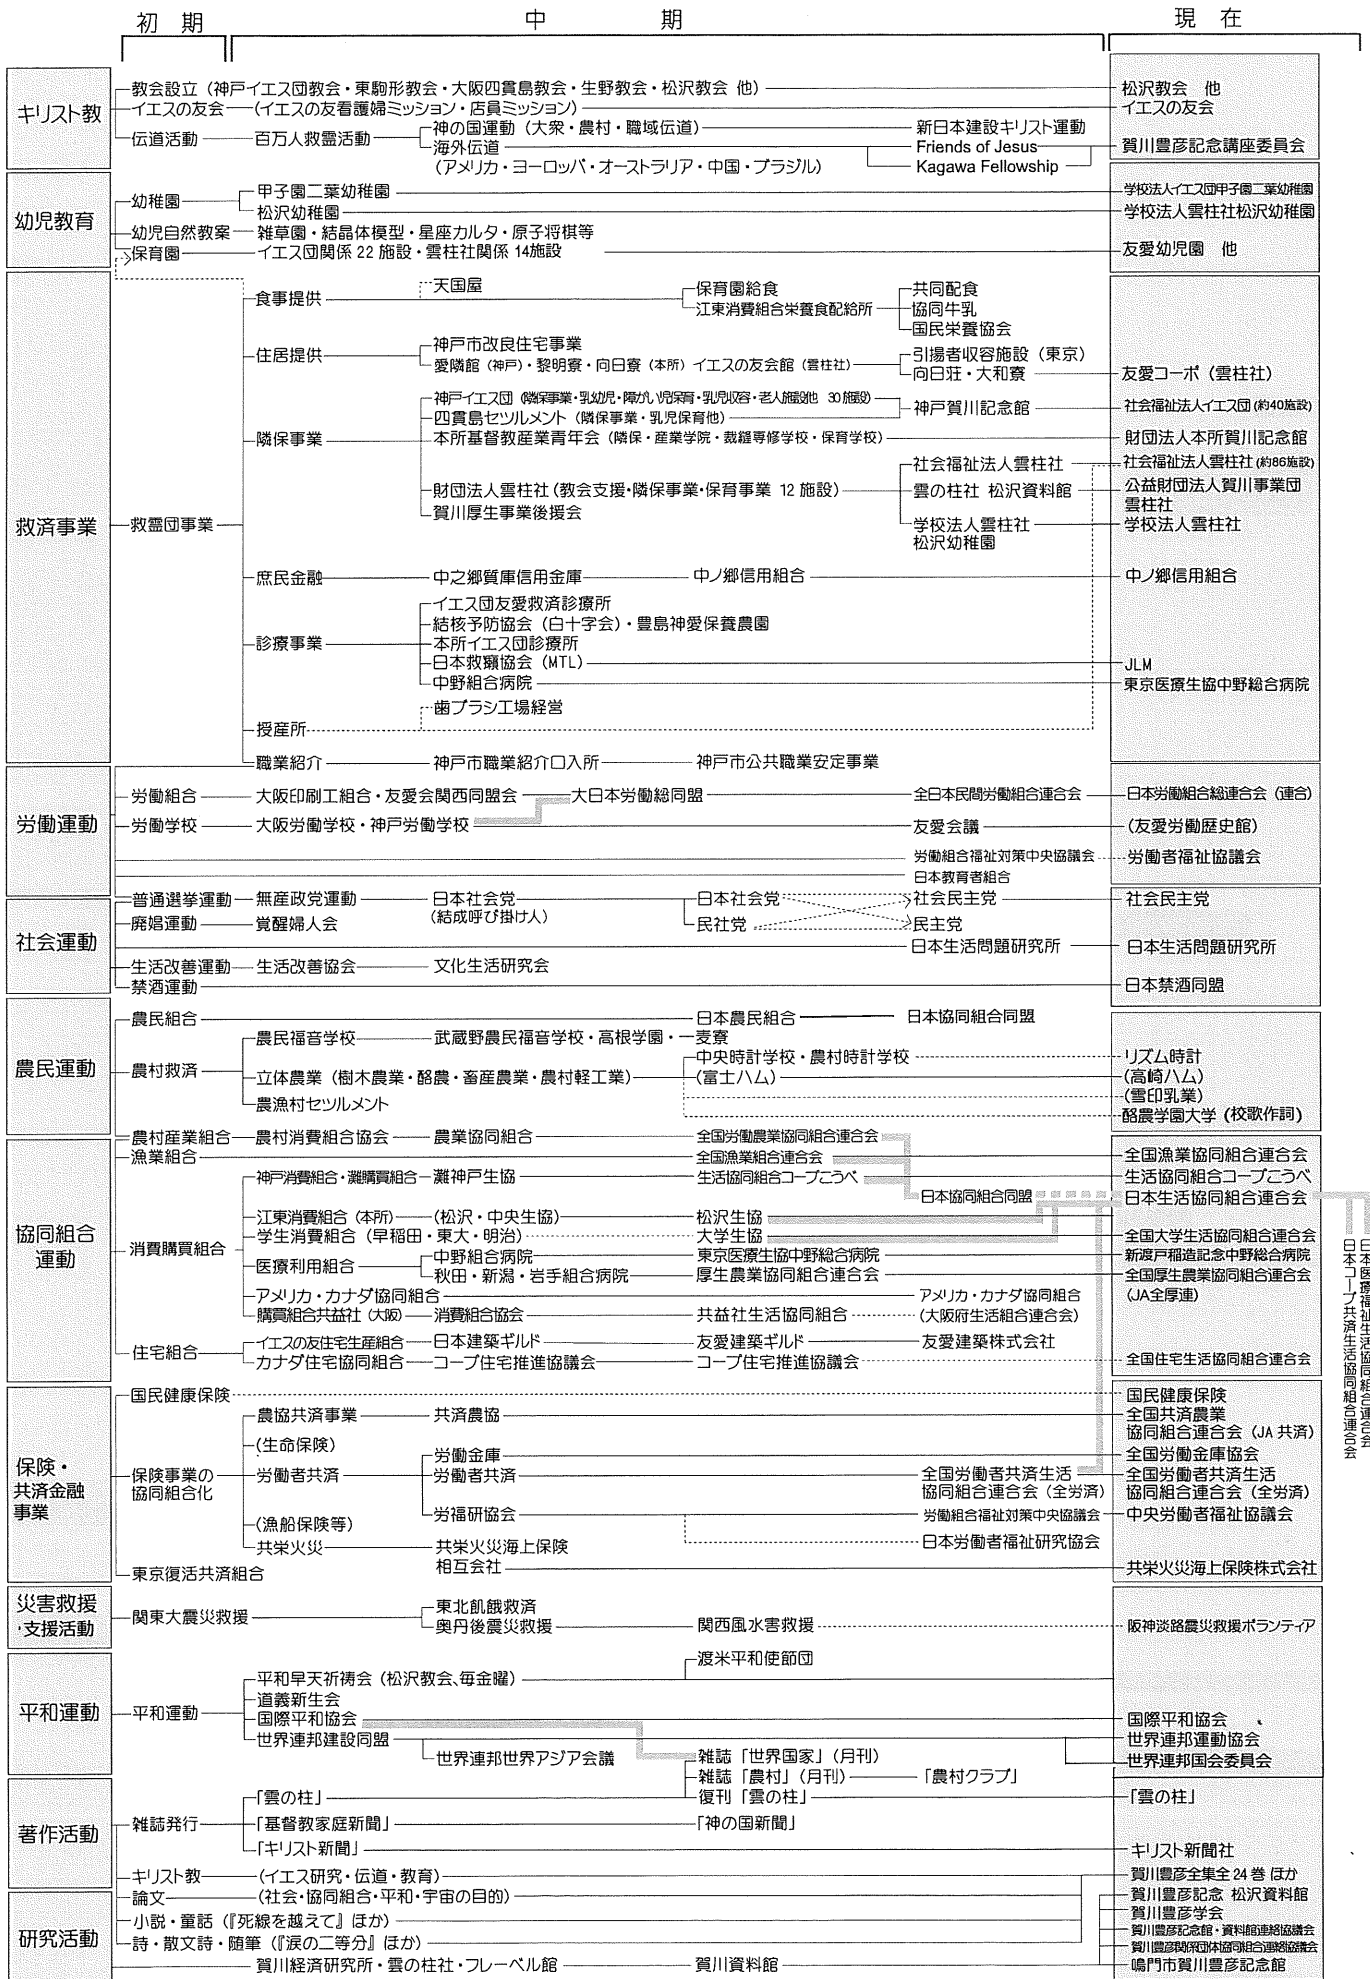 初期 中期 現在
キリスト教
教会設立（神戸イエス団教会・東駒形教会・大阪四貫島教会・生野教会・松沢教会 他） 松沢教会 他
イエスの友会 （イエスの友看護婦ミッション・店員ミッション） イエスの友会
伝道活動 百万人救霊活動 神の国運動（大衆・農村・職域伝道） 新日本建設キリスト運動
海外伝道 Friends of Jesus 賀川豊彦記念講座委員会
（アメリカ・ヨーロッパ・オーストラリア・中国・ブラジル） Kagawa Fellowship
幼児教育
幼稚園 甲子園二葉幼稚園 学校法人イエス団甲子園二葉幼稚園
松沢幼稚園 学校法人雲柱社松沢幼稚園
幼児自然教案 雑草園・結晶体模型・星座カルタ・原子将棋等
保育園 イエス団関係 22 施設・雲柱社関係 14施設 友愛幼児園 他
救済事業
救霊団事業
食事提供 天国屋 保育園給食 共同配食
江東消費組合栄養食配給所 協同牛乳
国民栄養協会
住居提供 神戸市改良住宅事業
愛隣館（神戸）・黎明寮・向日寮（本所）イエスの友会館（雲柱社） 引揚者収容施設（東京）
向日荘・大和寮 友愛コーポ（雲柱社）
隣保事業
神戸イエス団（隣保事業・乳幼児・障がい児保育・乳児収容・老人施設他 30施設） 神戸賀川記念館 社会福祉法人イエス団（約40施設）
四貫島セツルメント（隣保事業・乳児保育他）
本所基督教産業青年会（隣保・産業学院・裁縫専修学校・保育学校） 財団法人本所賀川記念館
社会福祉法人雲柱社 社会福祉法人雲柱社（約86施設）
財団法人雲柱社（教会支援・隣保事業・保育事業 12 施設） 雲の柱社 松沢資料館 公益財団法人賀川事業団
雲柱社
賀川厚生事業後援会
学校法人雲柱社 学校法人雲柱社
松沢幼稚園
庶民金融 中之郷質庫信用金庫 中ノ郷信用組合 中ノ郷信用組合
診療事業 イエス団友愛救済診療所
結核予防協会（白十字会）・豊島神愛保養農園
本所イエス団診療所
日本救癩協会（MTL） JLM
中野組合病院 東京医療生協中野総合病院
授産所 歯ブラシ工場経営
職業紹介 神戸市職業紹介口入所 神戸市公共職業安定事業
労働運動
労働組合 大阪印刷工組合・友愛会関西同盟会 大日本労働総同盟 全日本民間労働組合連合会 日本労働組合総連合会（連合）
労働学校 大阪労働学校・神戸労働学校 友愛会議 （友愛労働歴史館）
労働組合福祉対策中央協議会 労働者福祉協議会
日本教育者組合
社会運動
普通選挙運動 無産政党運動 日本社会党 日本社会党 社会民主党 社会民主党
（結成呼び掛け人）
廃娼運動 覚醒婦人会 民社党 民主党
日本生活問題研究所 日本生活問題研究所
生活改善運動 生活改善協会 文化生活研究会
禁酒運動 日本禁酒同盟
農民運動
農民組合 日本農民組合 日本協同組合同盟
農村救済 農民福音学校 武蔵野農民福音学校・高根学園・一麦寮
中央時計学校・農村時計学校 リズム時計
立体農業（樹木農業・酪農・畜産農業・農村軽工業） （富士ハム） （高崎ハム）
（雪印乳業）
農漁村セツルメント 酪農学園大学（校歌作詞）
農村産業組合 農村消費組合協会 農業協同組合 全国労働農業協同組合連合会
協同組合
運動
漁業組合 全国漁業組合連合会 全国漁業協同組合連合会
消費購買組合
神戸消費組合・灘購買組合 灘神戸生協 生活協同組合コープこうべ 生活協同組合コープこうべ
日本協同組合同盟 日本生活協同組合連合会
江東消費組合（本所） （松沢・中央生協） 松沢生協
学生消費組合（早稲田・東大・明治） 大学生協 全国大学生活協同組合連合会
医療利用組合 中野組合病院 東京医療生協中野総合病院 新渡戸稲造記念中野総合病院
秋田・新潟・岩手組合病院 厚生農業協同組合連合会 全国厚生農業協同組合連合会
（JA全厚連）
アメリカ・カナダ協同組合 アメリカ・カナダ協同組合
購買組合共益社（大阪） 消費組合協会 共益社生活協同組合 （大阪府生活組合連合会）
住宅組合 イエスの友住宅生産組合 日本建築ギルド 友愛建築ギルド 友愛建築株式会社
カナダ住宅協同組合 コープ住宅推進協議会 コープ住宅推進協議会 全国住宅生活協同組合連合会
日本医療福祉生活協同組合連合会
日本コープ共済生活協同組合連合会
保険・
共済金融
事業
国民健康保険 国民健康保険
保険事業の
協同組合化
農協共済事業 共済農協 全国共済農業
協同組合連合会（JA 共済）
（生命保険） 労働金庫 全国労働金庫協会
労働者共済 労働者共済 全国労働者共済生活 全国労働者共済生活
協同組合連合会（全労済） 協同組合連合会（全労済）
労福研協会 労働組合福祉対策中央協議会 中央労働者福祉協議会
（漁船保険等） 日本労働者福祉研究協会
共栄火災 共栄火災海上保険
相互会社 共栄火災海上保険株式会社
東京復活共済組合
災害救援
・支援活動
関東大震災救援 東北飢餓救済
奥丹後震災救援 関西風水害救援 阪神淡路震災救援ボランティア
平和運動
平和運動 平和早天祈祷会（松沢教会、毎金曜） 渡米平和使節団
道義新生会
国際平和協会 国際平和協会
世界連邦建設同盟 世界連邦運動協会
世界連邦世界アジア会議 雑誌「世界国家」（月刊） 世界連邦国会委員会
雑誌「農村」（月刊） 「農村クラブ」
著作活動
雑誌発行 「雲の柱」 復刊「雲の柱」 「雲の柱」
「基督教家庭新聞」 「神の国新聞」
「キリスト新聞」 キリスト新聞社
キリスト教 （イエス研究・伝道・教育） 賀川豊彦全集全 24 巻 ほか
研究活動
論文 （社会・協同組合・平和・宇宙の目的） 賀川豊彦記念 松沢資料館
賀川豊彦学会
小説・童話（『死線を越えて』ほか） 賀川豊彦記念館・資料館連絡協議会
詩・散文詩・随筆（『涙の二等分』ほか） 賀川豊彦関係団体協同組合連絡協議会
賀川経済研究所・雲の柱社・フレーベル館 賀川資料館 鳴門市賀川豊彦記念館